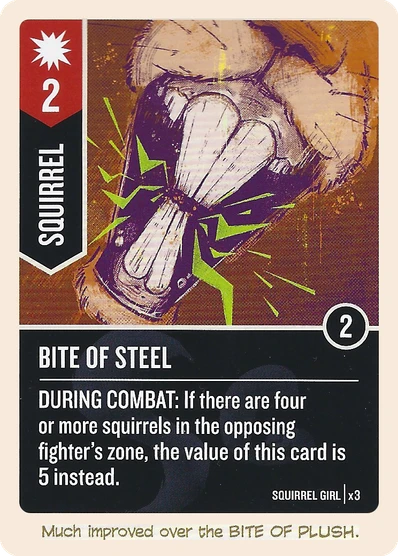 2
SQUIRREL
2
BITE OF STEEL
DURING COMBAT: If there are four
or more squirrels in the opposing
fighter's zone, the value of this card is
5 instead.
SQUIRREL GIRL | x3
Much improved over the BITE OF PLUSH.